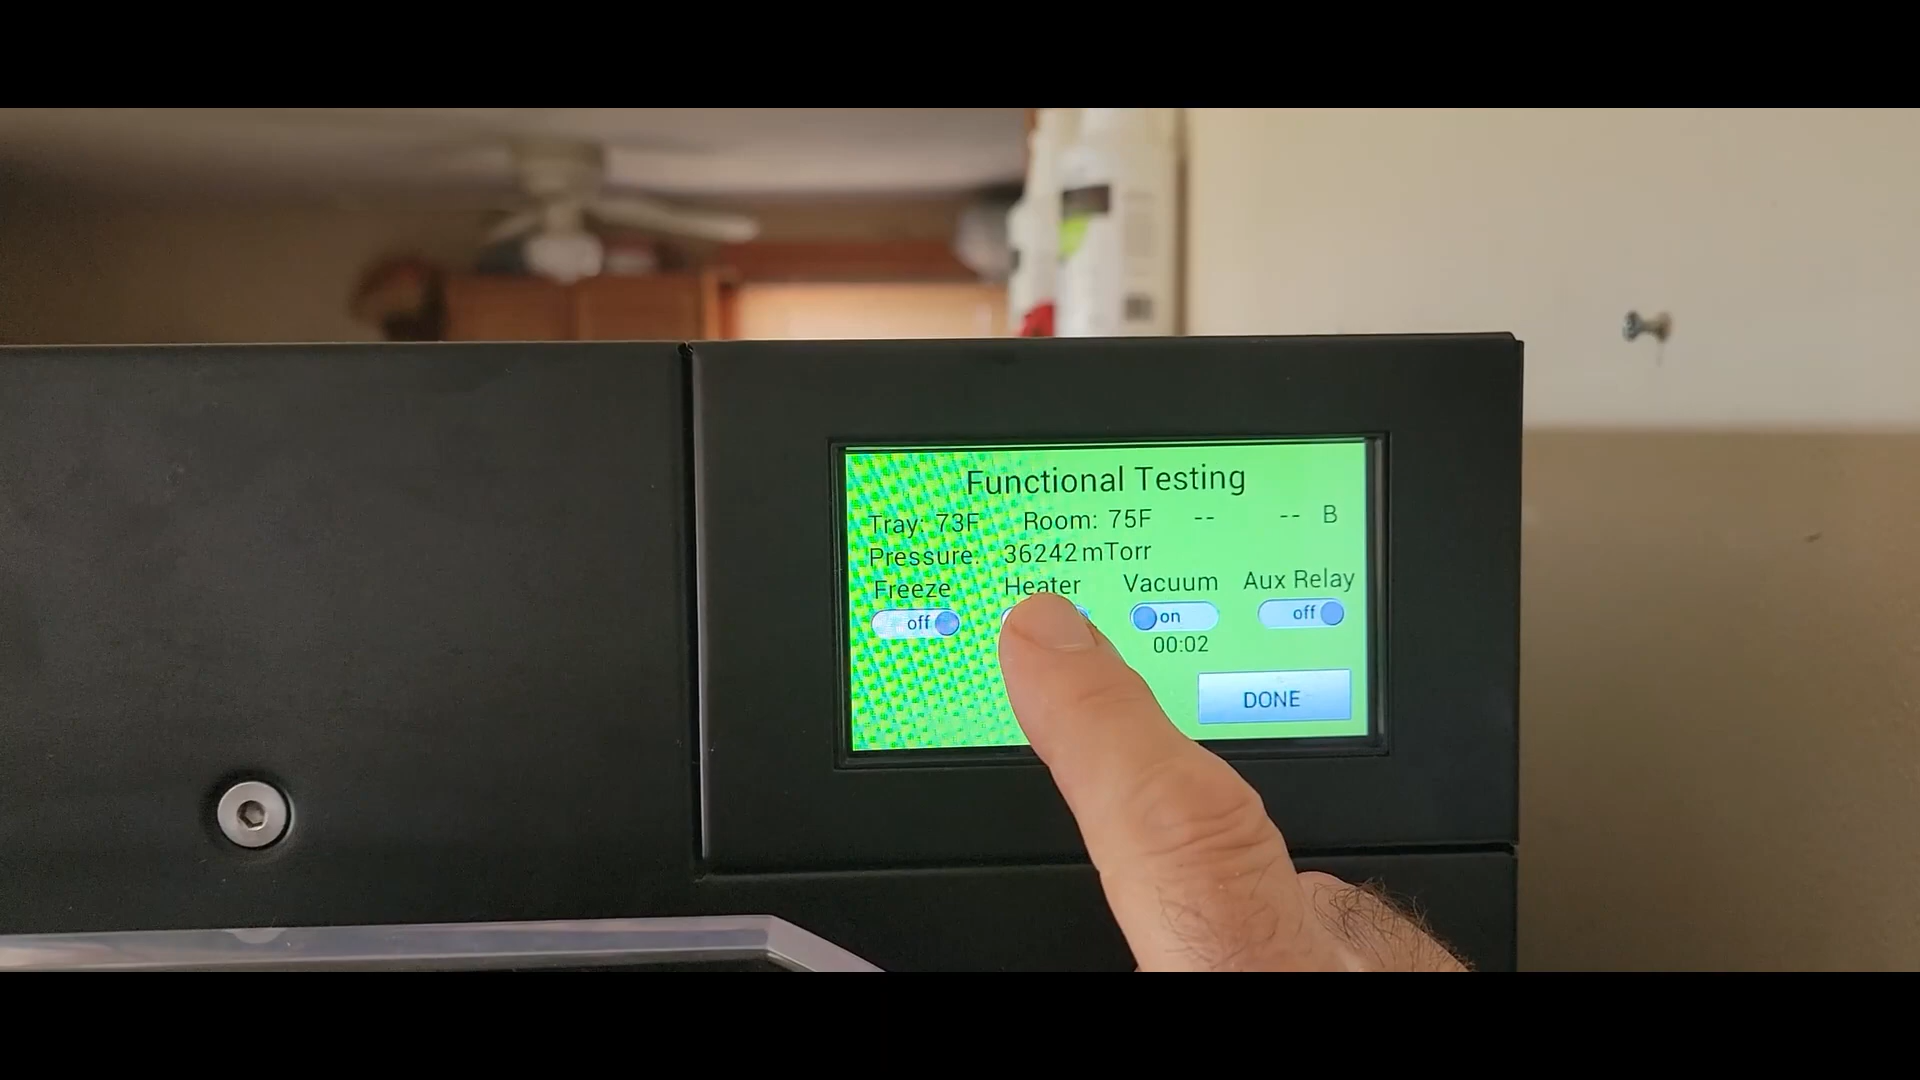 Functional Testing
Tray: 73F Room: 75F -- -- B
Pressure: 36242 mTorr
Freeze Heater Vacuum Aux Relay
off on off
00:02
DONE